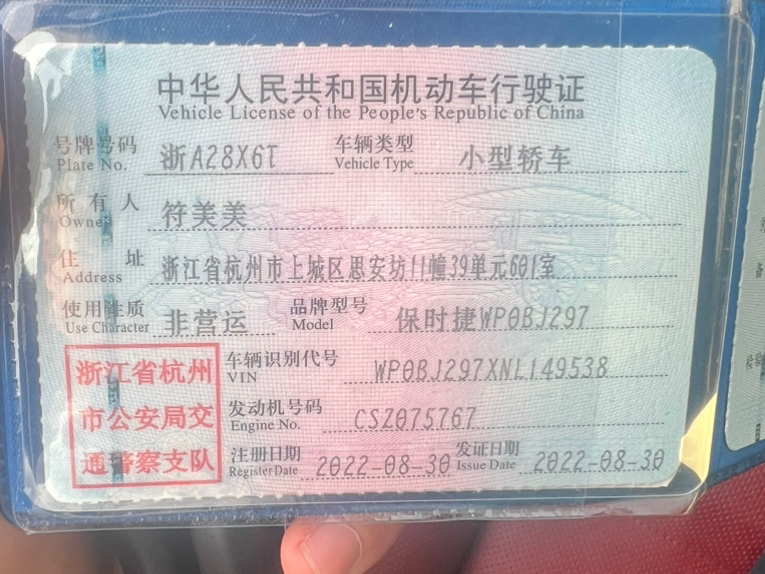 中华人民共和国机动车行驶证
Vehicle License of the People's Republic of China
号牌号码 浙A28X6T 车辆类型 小型轿车
Plate No. Vehicle Type
所有人 符美美
Owner
住址 浙江省杭州市上城区思安坊11幢39单元601室
Address
使用性质 非营运 品牌型号 保时捷WP0BJ297
Use Character Model
浙江省杭州市公安局交通警察支队
车辆识别代号 WP0BJ297XNL149538
VIN
发动机号码 CSZ075767
Engine No.
注册日期 2022-08-30 发证日期 2022-08-30
Register Date Issue Date